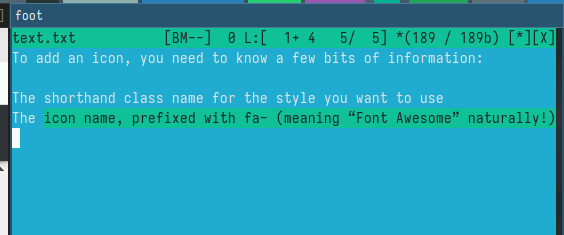 foot
text.txt [BM--] 0 L:[ 1+ 4 5/ 5] *(189 / 189b) [*][X]
To add an icon, you need to know a few bits of information:
The shorthand class name for the style you want to use
The icon name, prefixed with fa- (meaning “Font Awesome” naturally!)